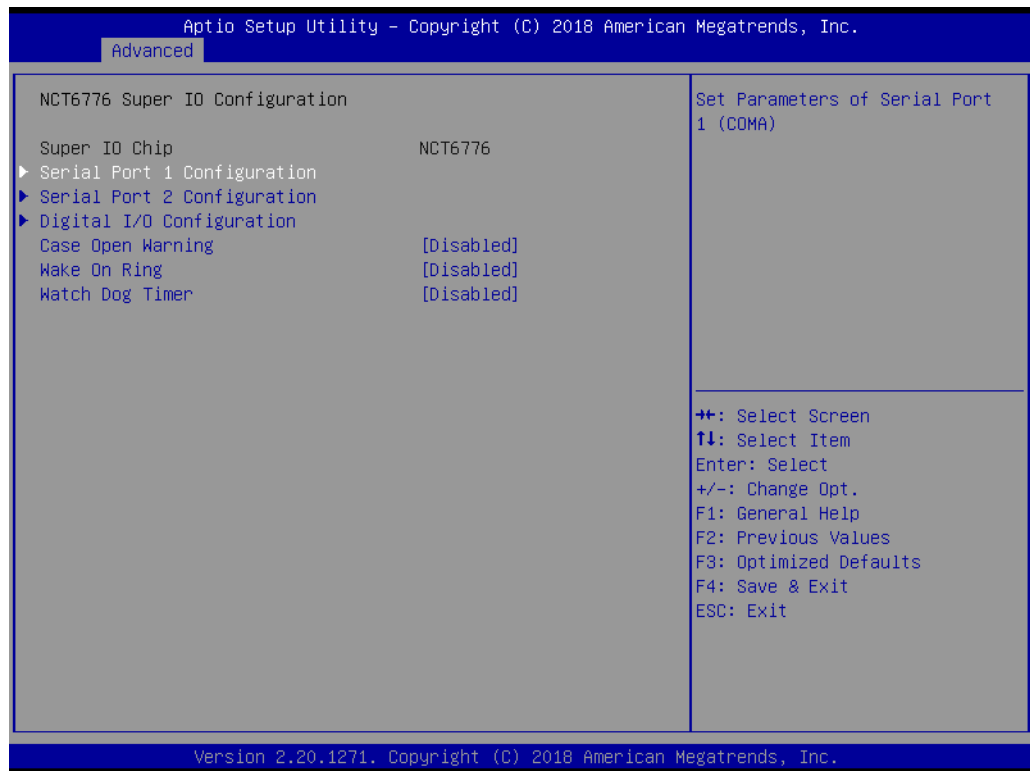 Aptio Setup Utility – Copyright (C) 2018 American Megatrends, Inc.
Advanced
NCT6776 Super IO Configuration
Super IO Chip NCT6776
▶ Serial Port 1 Configuration
▶ Serial Port 2 Configuration
▶ Digital I/O Configuration
Case Open Warning [Disabled]
Wake On Ring [Disabled]
Watch Dog Timer [Disabled]
Set Parameters of Serial Port
1 (COMA)
→←: Select Screen
↑↓: Select Item
Enter: Select
+/-: Change Opt.
F1: General Help
F2: Previous Values
F3: Optimized Defaults
F4: Save & Exit
ESC: Exit
Version 2.20.1271. Copyright (C) 2018 American Megatrends, Inc.